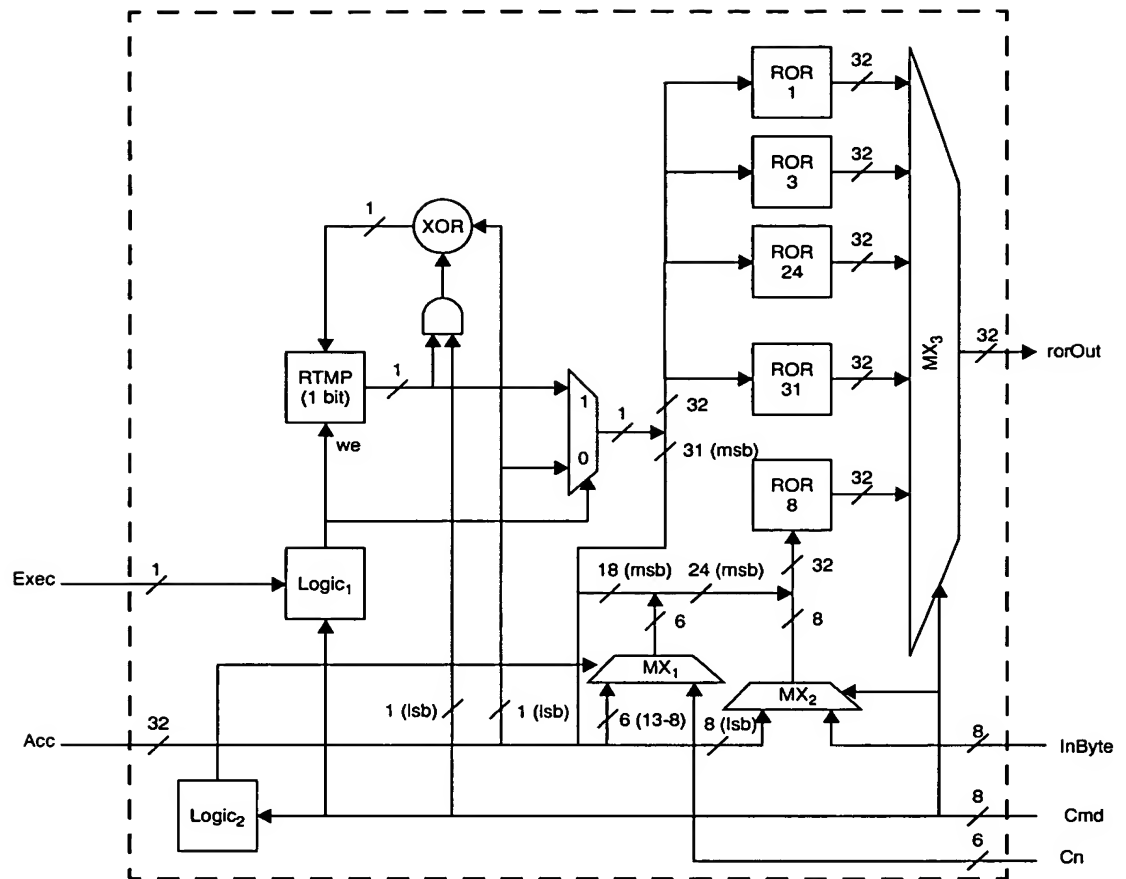 ROR
1
32
ROR
3
32
1
XOR
ROR
24
32
MX3
32
rorOut
RTMP
(1 bit)
1
1
1
ROR
31
32
32
we
0
31 (msb)
ROR
8
32
Exec
1
Logic1
18 (msb)
24 (msb)
32
6
8
MX1
MX2
Acc
32
1 (lsb)
1 (lsb)
6 (13-8)
8 (lsb)
8
InByte
Logic2
8
Cmd
6
Cn